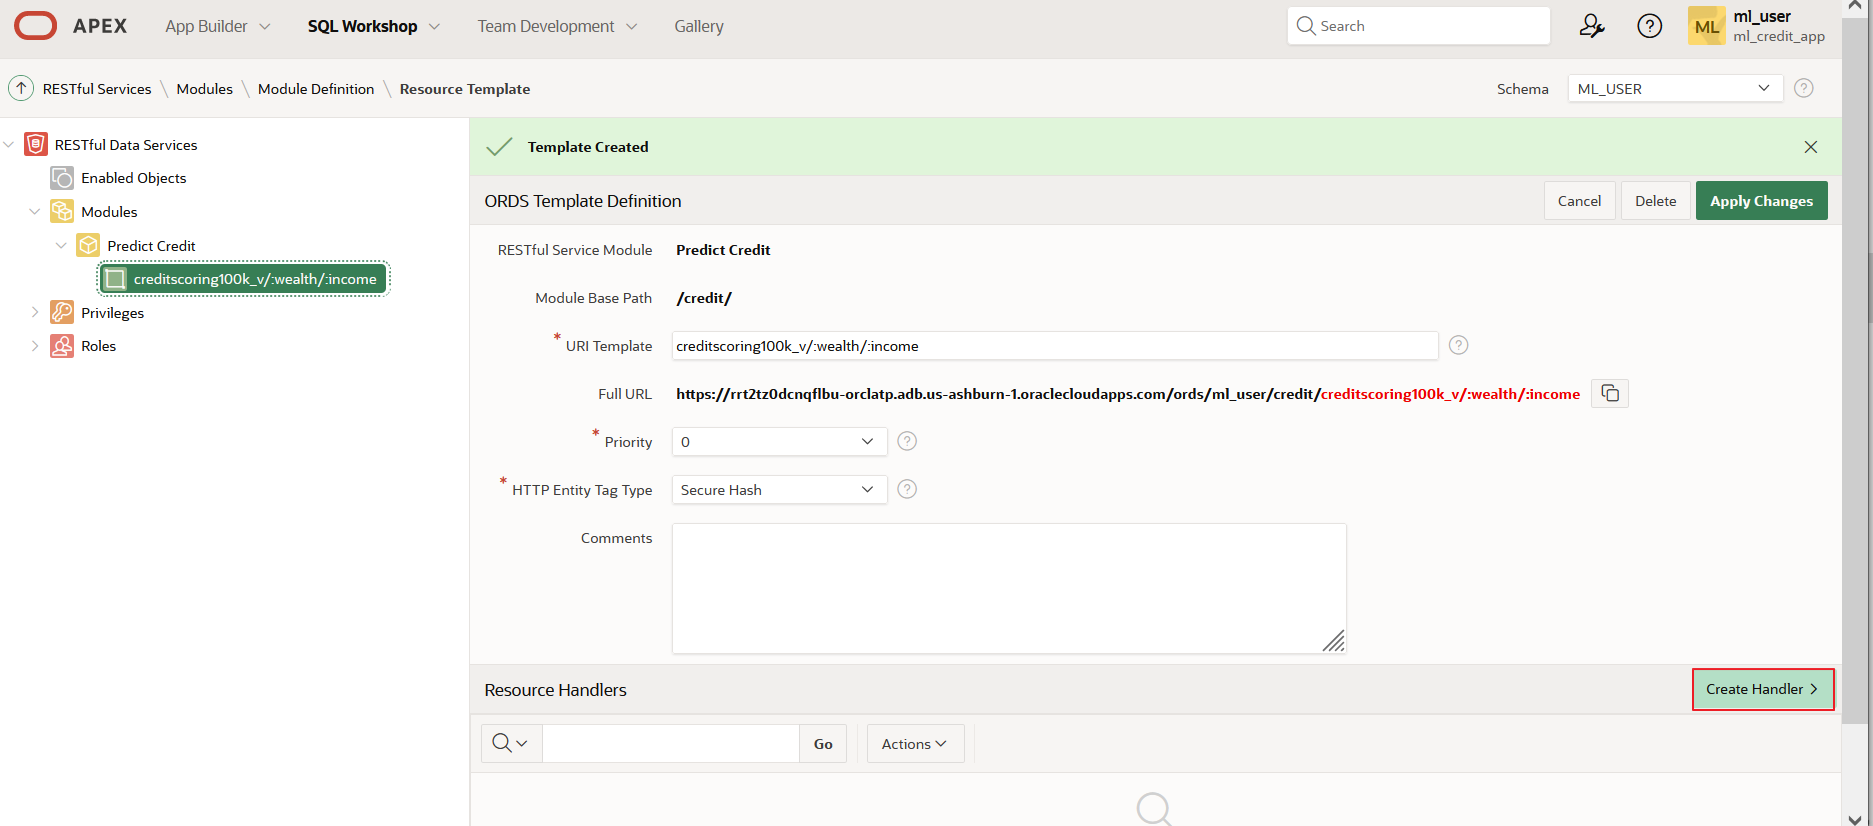 APEX App Builder SQL Workshop Team Development Gallery Search ? ML ml_user
ml_credit_app
RESTful Services \ Modules \ Module Definition \ Resource Template Schema ML_USER ?
RESTful Data Services
Enabled Objects
Modules
Predict Credit
creditscoring100k_v/:wealth/:income
Privileges
Roles
Template Created
ORDS Template Definition Cancel Delete Apply Changes
RESTful Service Module Predict Credit
Module Base Path /credit/
* URI Template creditscoring100k_v/:wealth/:income ?
Full URL https://rrt2tz0dcnqflbu-orclatp.adb.us-ashburn-1.oraclecloudapps.com/ords/ml_user/credit/creditscoring100k_v/:wealth/:income
* Priority 0 ?
* HTTP Entity Tag Type Secure Hash ?
Comments
Resource Handlers Create Handler >
Go Actions